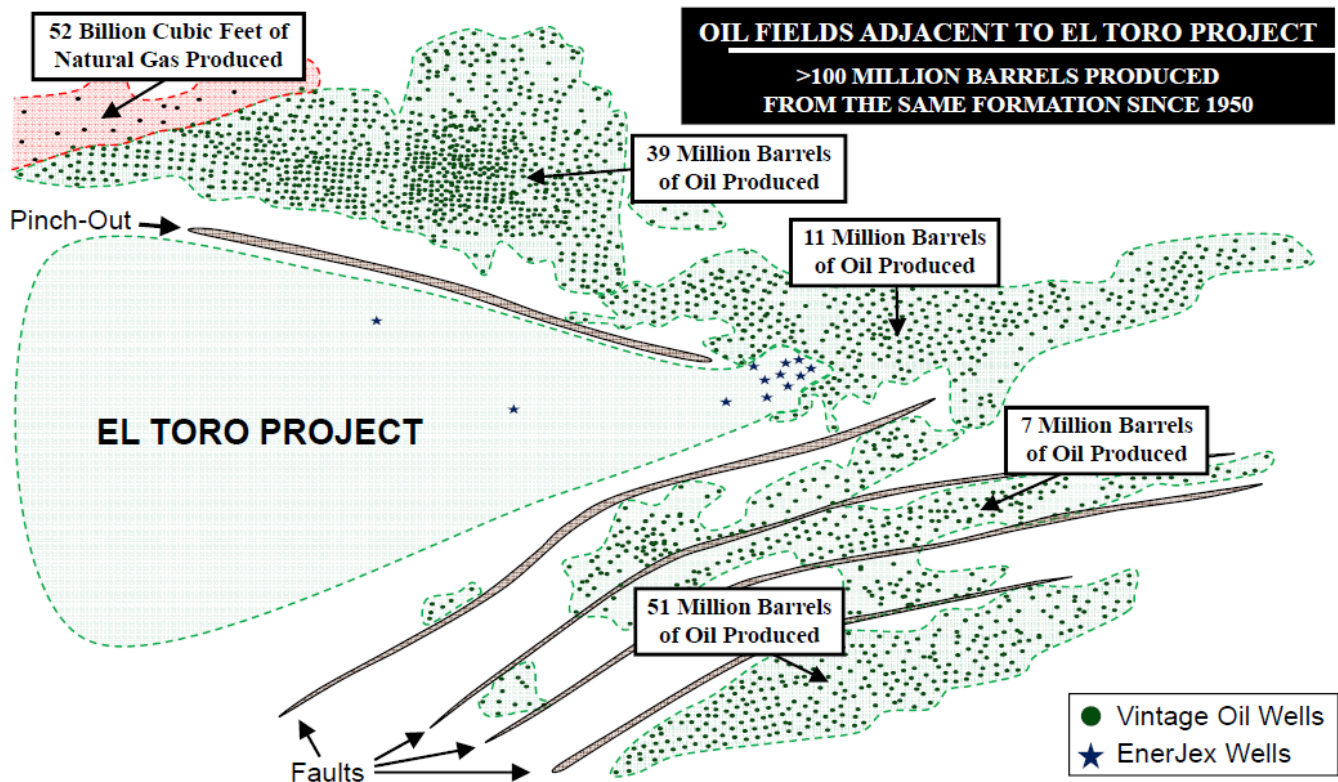 52 Billion Cubic Feet of
Natural Gas Produced
OIL FIELDS ADJACENT TO EL TORO PROJECT
>100 MILLION BARRELS PRODUCED
FROM THE SAME FORMATION SINCE 1950
39 Million Barrels
of Oil Produced
Pinch-Out
11 Million Barrels
of Oil Produced
EL TORO PROJECT
7 Million Barrels
of Oil Produced
51 Million Barrels
of Oil Produced
Faults
Vintage Oil Wells
EnerJex Wells